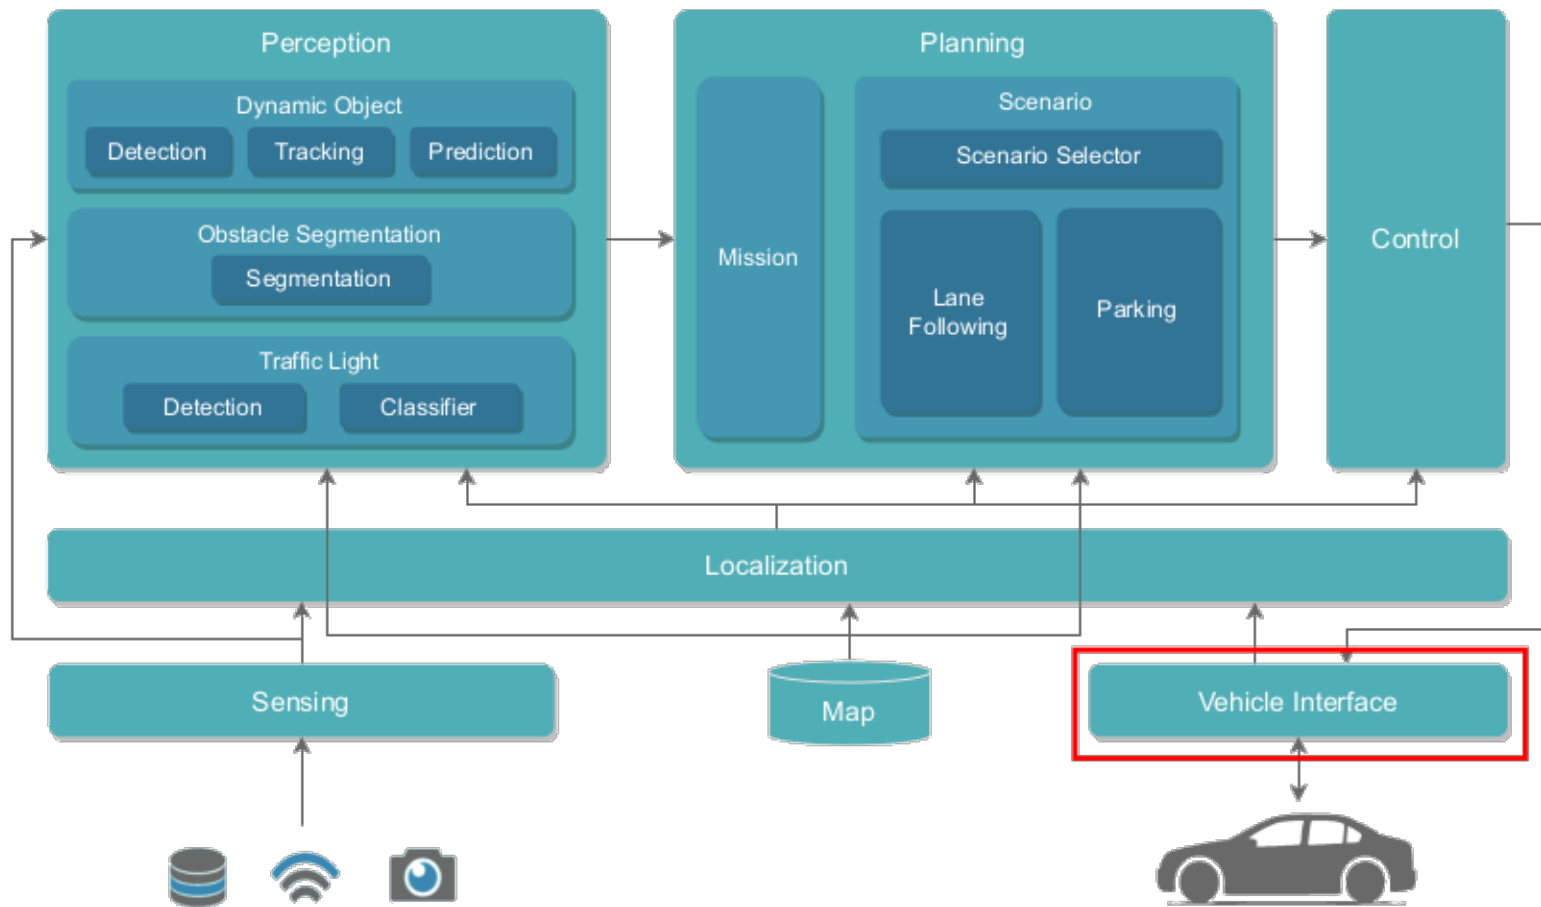 Perception
Dynamic Object
Detection
Tracking
Prediction
Obstacle Segmentation
Segmentation
Traffic Light
Detection
Classifier
Planning
Mission
Scenario
Scenario Selector
Lane
Following
Parking
Control
Localization
Sensing
Map
Vehicle Interface